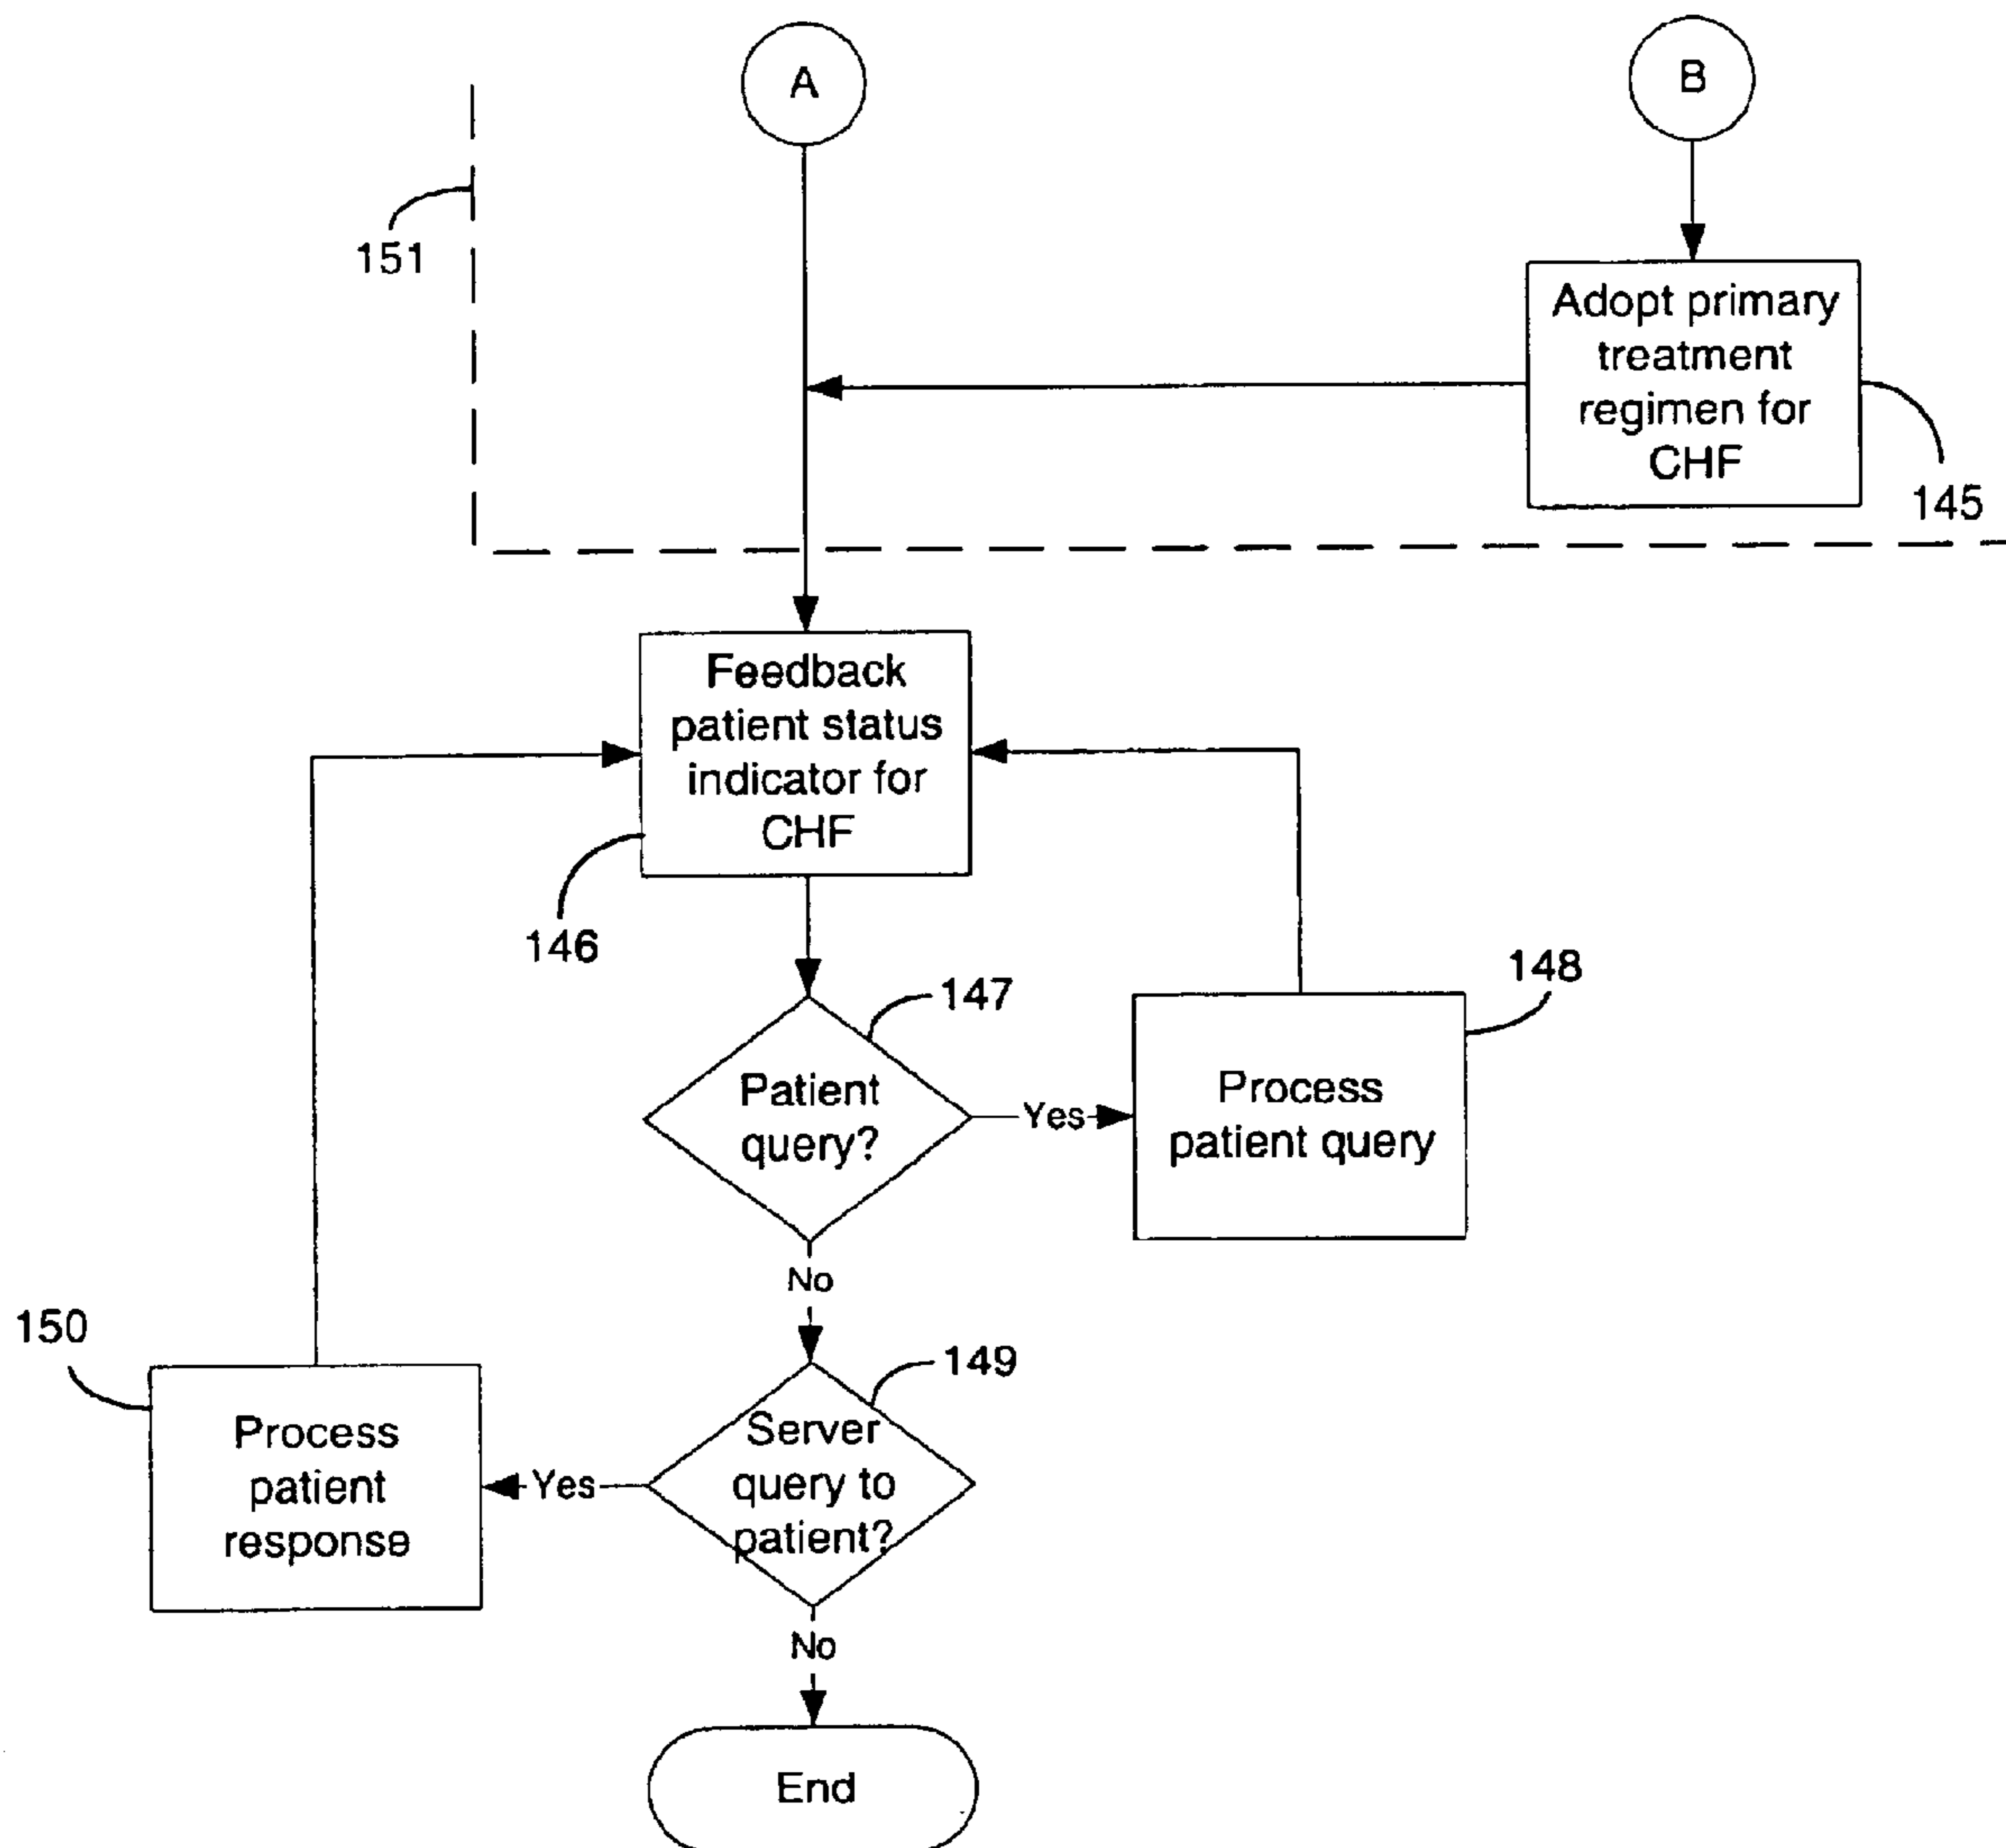 A
B
151
Adopt primary
treatment
regimen for
CHF
145
Feedback
patient status
indicator for
CHF
146
147
148
Patient
query?
Yes
Process
patient query
No
150
149
Process
patient
response
Yes
Server
query to
patient?
No
End